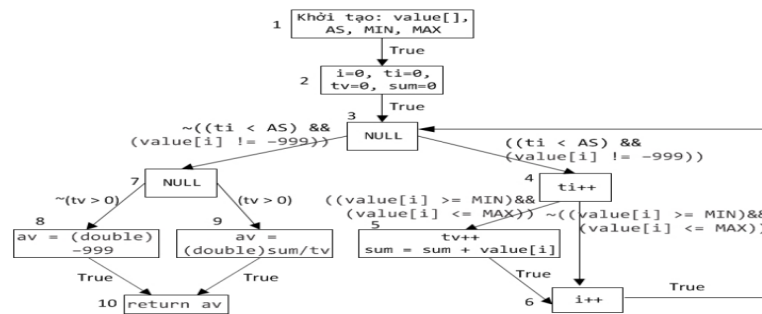 1 Khởi tạo: value[],
AS, MIN, MAX
True
2 i=0, ti=0,
tv=0, sum=0
True
3
NULL
~((ti < AS) &&
(value[i] != -999))
((ti < AS) &&
(value[i] != -999))
7
NULL
4
ti++
~(tv > 0)
(tv > 0)
((value[i] >= MIN)&&
(value[i] <= MAX))
~((value[i] >= MIN)&&
(value[i] <= MAX))
8
av = (double)
-999
9
av =
(double)sum/tv
5
tv++
sum = sum + value[i]
True
True
True
10 return av
6 i++
True